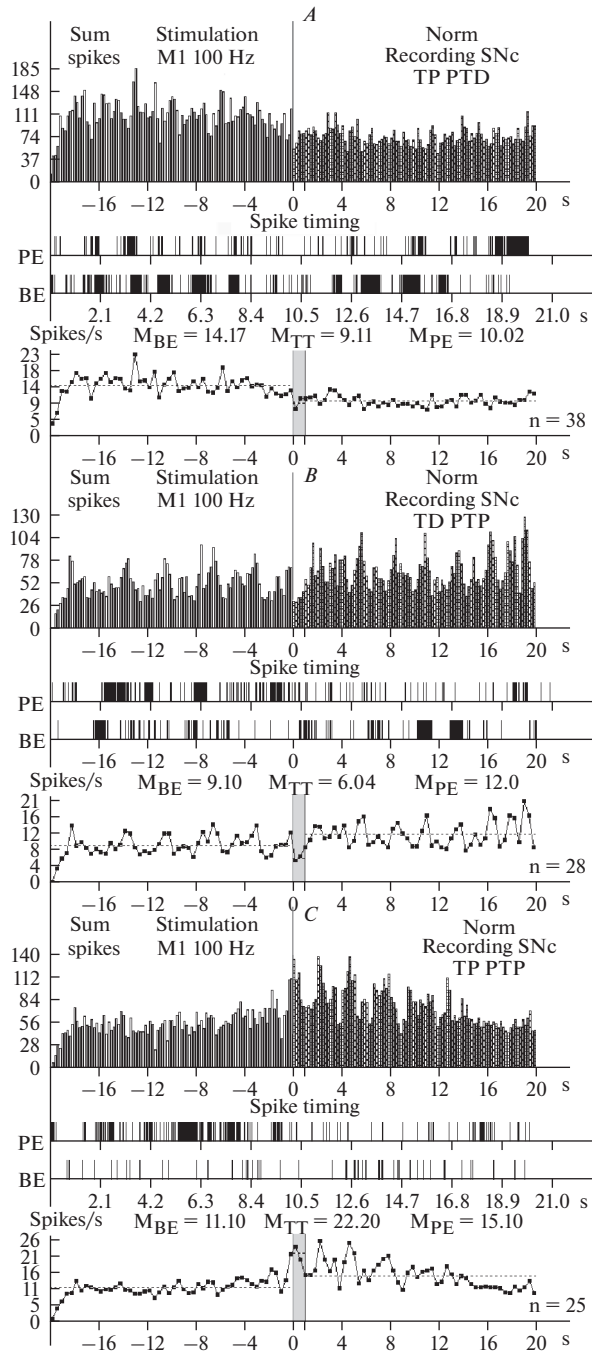 A
Sum Stimulation Norm
spikes M1 100 Hz Recording SNc
TP PTD
185
148
111
74
37
0
−16 −12 −8 −4 0 4 8 12 16 20 s
Spike timing
PE
BE
2.1 4.2 6.3 8.4 10.5 12.6 14.7 16.8 18.9 21.0 s
Spikes/s MBE = 14.17 MTT = 9.11 MPE = 10.02
23
18
14
9
5
0
n = 38
−16 −12 −8 −4 0 4 8 12 16 20 s
B
Sum Stimulation Norm
spikes M1 100 Hz Recording SNc
TD PTP
130
104
78
52
26
0
−16 −12 −8 −4 0 4 8 12 16 20 s
Spike timing
PE
BE
−16 −12 −8 −4 0 4 8 12 16 20 s
Spikes/s MBE = 9.10 MTT = 6.04 MPE = 12.0
21
16
12
8
4
0
n = 28
−16 −12 −8 −4 0 4 8 12 16 20 s
C
Sum Stimulation Norm
spikes M1 100 Hz Recording SNc
TP PTP
140
112
84
56
28
0
−16 −12 −8 −4 0 4 8 12 16 20 s
Spike timing
PE
BE
2.1 4.2 6.3 8.4 10.5 12.6 14.7 16.8 18.9 21.0 s
Spikes/s MBE = 11.10 MTT = 22.20 MPE = 15.10
26
21
16
11
5
0
n = 25
−16 −12 −8 −4 0 4 8 12 16 20 s